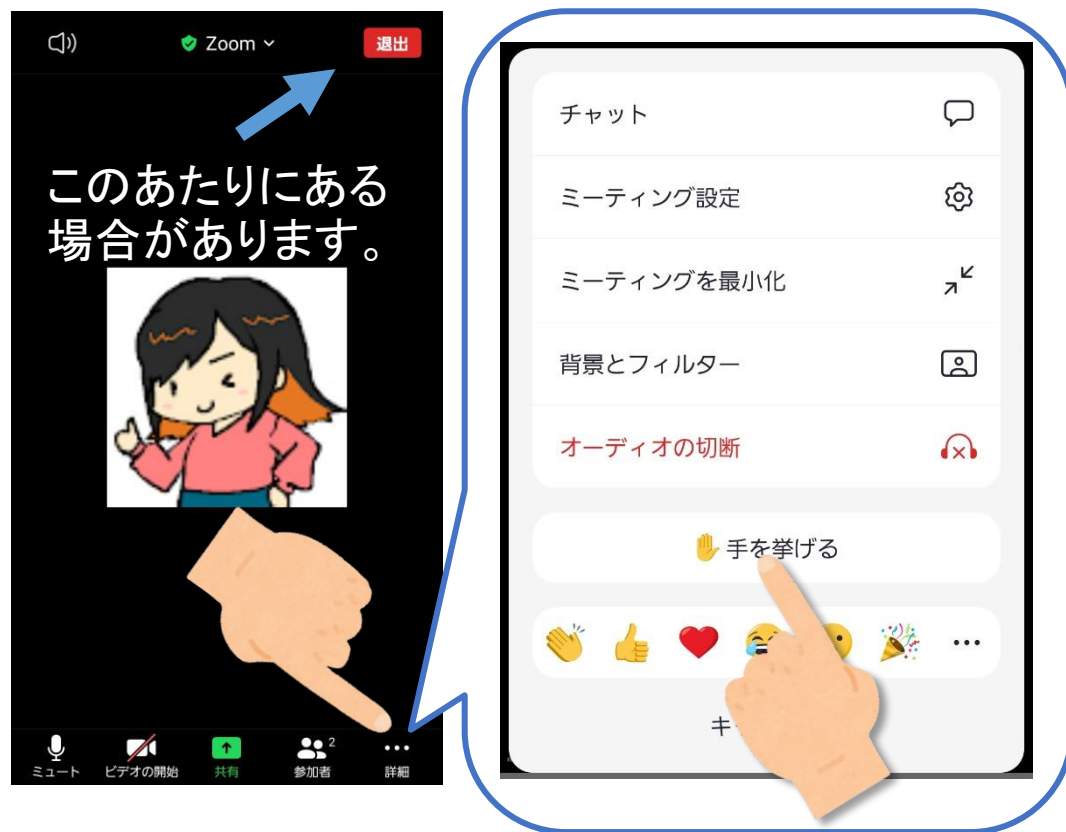 Zoom
退出
このあたりにある
場合があります。
2
ミュート
ビデオの開始
共有
参加者
詳細
チャット
ミーティング設定
ミーティングを最小化
背景とフィルター
オーディオの切断
手を挙げる
キ